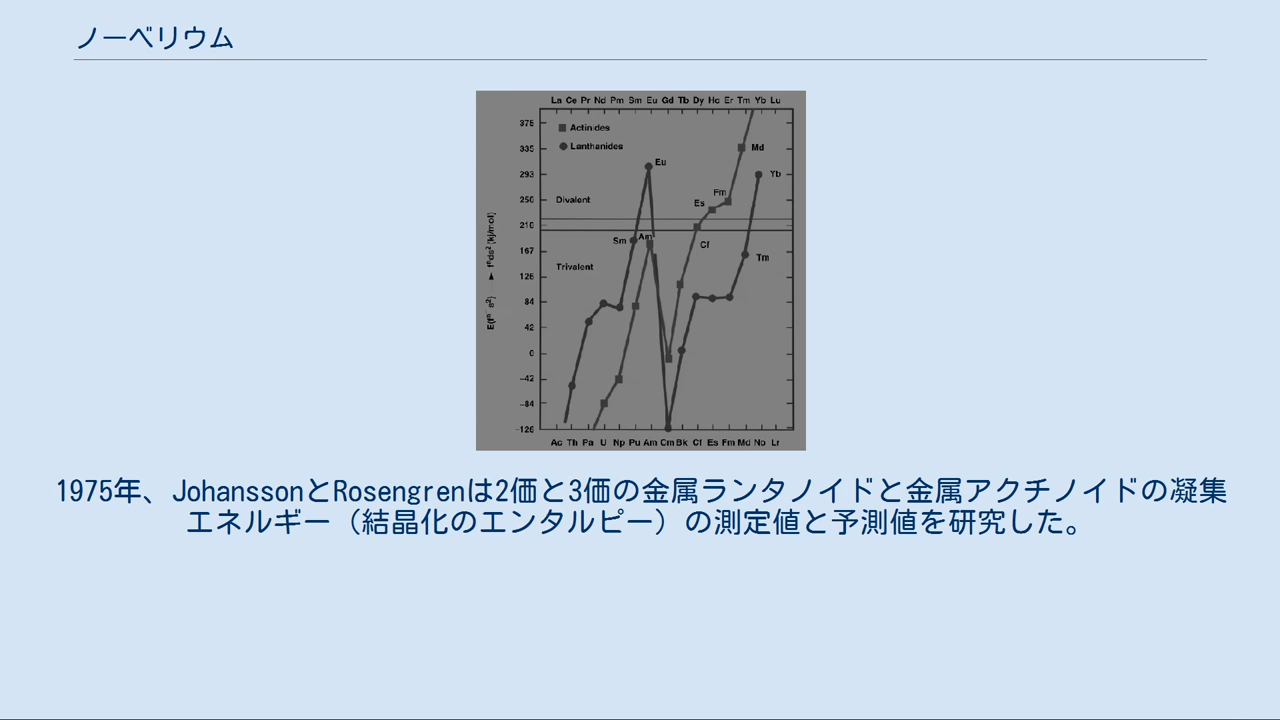 ノーベリウム
La Ce Pr Nd Pm Sm Eu Gd Tb Dy Ho Er Tm Yb Lu
375
Actinides
335
Lanthanides
Md
Eu
293
Yb
Fm
250
Divalent
Es
210
Sm
Am
Cf
167
Tm
Trivalent
126
84
42
0
-42
-84
-126
Ac Th Pa U Np Pu Am Cm Bk Cf Es Fm Md No Lr
1975年、JohanssonとRosengrenは2価と3価の金属ランタノイドと金属アクチノイドの凝集
エネルギー（結晶化のエンタルピー）の測定値と予測値を研究した。